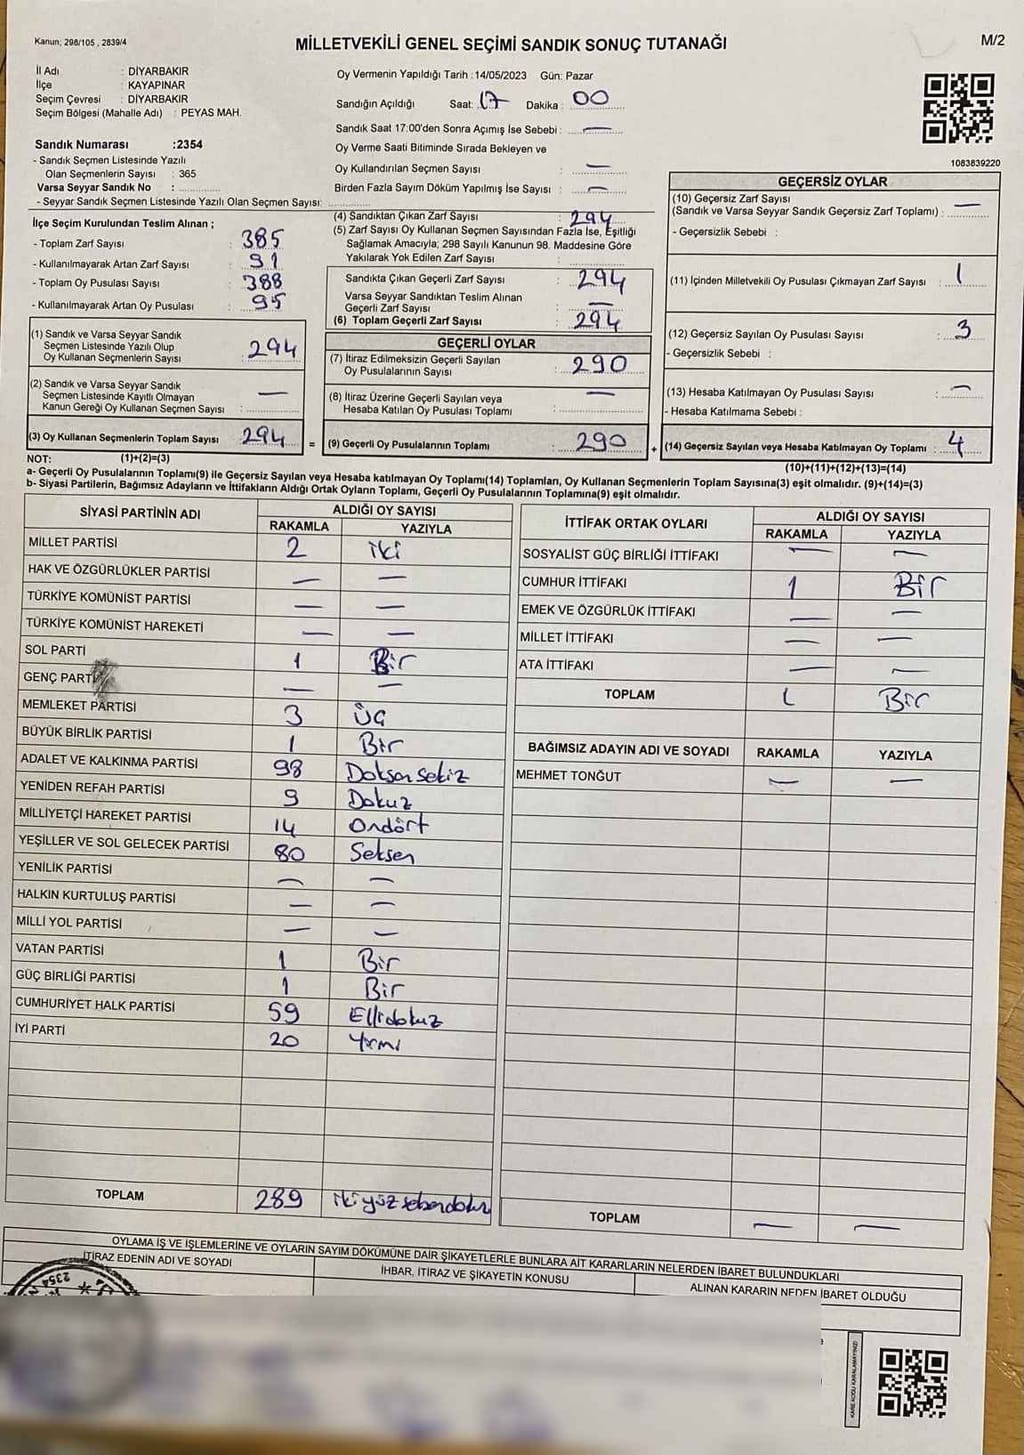 Kanun; 298/105 , 2839/4
MİLLETVEKİLİ GENEL SEÇİMİ SANDIK SONUÇ TUTANAĞI
M/2
İl Adı : DİYARBAKIR
İlçe : KAYAPINAR
Seçim Çevresi : DİYARBAKIR
Seçim Bölgesi (Mahalle Adı) : PEYAS MAH.
Sandık Numarası :2354
- Sandık Seçmen Listesinde Yazılı
Olan Seçmenlerin Sayısı : 365
Varsa Seyyar Sandık No :
- Seyyar Sandık Seçmen Listesinde Yazılı Olan Seçmen Sayısı:
Oy Vermenin Yapıldığı Tarih : 14/05/2023 Gün: Pazar
Sandığın Açıldığı Saat: 17 Dakika : 00
Sandık Saat 17:00'den Sonra Açımış İse Sebebi : —
Oy Verme Saati Bitiminde Sırada Bekleyen ve
Oy Kullandırılan Seçmen Sayısı : —
Birden Fazla Sayım Döküm Yapılmış İse Sayısı : —
1083839220
İlçe Seçim Kurulundan Teslim Alınan ;
- Toplam Zarf Sayısı : 385
- Kullanılmayarak Artan Zarf Sayısı : 91
- Toplam Oy Pusulası Sayısı : 388
- Kullanılmayarak Artan Oy Pusulası : 95
(4) Sandıktan Çıkan Zarf Sayısı : 294
(5) Zarf Sayısı Oy Kullanan Seçmen Sayısından Fazla İse, Eşitliği
Sağlamak Amacıyla; 298 Sayılı Kanunun 98. Maddesine Göre
Yakılarak Yok Edilen Zarf Sayısı :
Sandıkta Çıkan Geçerli Zarf Sayısı : 294
Varsa Seyyar Sandıktan Teslim Alınan
Geçerli Zarf Sayısı : —
(6) Toplam Geçerli Zarf Sayısı : 294
GEÇERSİZ OYLAR
(10) Geçersiz Zarf Sayısı
(Sandık ve Varsa Seyyar Sandık Geçersiz Zarf Toplamı) : —
- Geçersizlik Sebebi :
(11) İçinden Milletvekili Oy Pusulası Çıkmayan Zarf Sayısı : 1
(12) Geçersiz Sayılan Oy Pusulası Sayısı : 3
- Geçersizlik Sebebi :
(13) Hesaba Katılmayan Oy Pusulası Sayısı : —
- Hesaba Katılmama Sebebi :
(14) Geçersiz Sayılan veya Hesaba Katılmayan Oy Toplamı : 4
(1) Sandık ve Varsa Seyyar Sandık
Seçmen Listesinde Yazılı Olup
Oy Kullanan Seçmenlerin Sayısı : 294
(2) Sandık ve Varsa Seyyar Sandık
Seçmen Listesinde Kayıtlı Olmayan
Kanun Gereği Oy Kullanan Seçmen Sayısı : —
(3) Oy Kullanan Seçmenlerin Toplam Sayısı : 294 =
GEÇERLİ OYLAR
(7) İtiraz Edilmeksizin Geçerli Sayılan
Oy Pusulalarının Sayısı : 290
(8) İtiraz Üzerine Geçerli Sayılan veya
Hesaba Katılan Oy Pusulası Toplamı : —
(9) Geçerli Oy Pusulalarının Toplamı : 290 +
NOT: (1)+(2)=(3) (10)+(11)+(12)+(13)=(14)
a- Geçerli Oy Pusulalarının Toplamı(9) ile Geçersiz Sayılan veya Hesaba katılmayan Oy Toplamı(14) Toplamları, Oy Kullanan Seçmenlerin Toplam Sayısına(3) eşit olmalıdır. (9)+(14)=(3)
b- Siyasi Partilerin, Bağımsız Adayların ve İttifakların Aldığı Ortak Oyların Toplamı, Geçerli Oy Pusulalarının Toplamına(9) eşit olmalıdır.
SİYASİ PARTİNİN ADI ALDIĞI OY SAYISI
RAKAMLA YAZIYLA
MİLLET PARTİSİ 2 iki
HAK VE ÖZGÜRLÜKLER PARTİSİ — —
TÜRKİYE KOMÜNİST PARTİSİ — —
TÜRKİYE KOMÜNİST HAREKETİ — —
SOL PARTİ 1 Bir
GENÇ PARTİ — —
MEMLEKET PARTİSİ 3 üç
BÜYÜK BİRLİK PARTİSİ 1 Bir
ADALET VE KALKINMA PARTİSİ 98 Doksan sekiz
YENİDEN REFAH PARTİSİ 9 Dokuz
MİLLİYETÇİ HAREKET PARTİSİ 14 Ondört
YEŞİLLER VE SOL GELECEK PARTİSİ 80 Seksen
YENİLİK PARTİSİ — —
HALKIN KURTULUŞ PARTİSİ — —
MİLLİ YOL PARTİSİ — —
VATAN PARTİSİ 1 Bir
GÜÇ BİRLİĞİ PARTİSİ 1 Bir
CUMHURİYET HALK PARTİSİ 59 Ellidokuz
İYİ PARTİ 20 Yirmi
TOPLAM 289 iki yüz seksendokuz
İTTİFAK ORTAK OYLARI ALDIĞI OY SAYISI
RAKAMLA YAZIYLA
SOSYALİST GÜÇ BİRLİĞİ İTTİFAKI — —
CUMHUR İTTİFAKI 1 Bir
EMEK VE ÖZGÜRLÜK İTTİFAKI — —
MİLLET İTTİFAKI — —
ATA İTTİFAKI — —
TOPLAM 1 Bir
BAĞIMSIZ ADAYIN ADI VE SOYADI RAKAMLA YAZIYLA
MEHMET TONĞUT — —
TOPLAM — —
OYLAMA İŞ VE İŞLEMLERİNE VE OYLARIN SAYIM DÖKÜMÜNE DAİR ŞİKAYETLERLE BUNLARA AİT KARARLARIN NELERDEN İBARET BULUNDUKLARI
İTİRAZ EDENİN ADI VE SOYADI İHBAR, İTİRAZ VE ŞİKAYETİN KONUSU ALINAN KARARIN NEDEN İBARET OLDUĞU
2354
KARE KODU KARALAMAYINIZ!